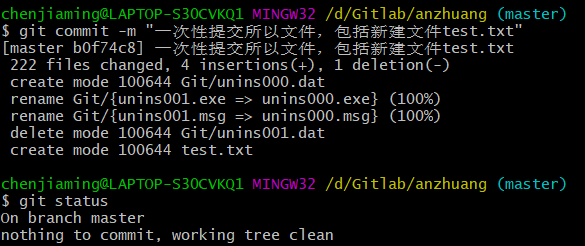 chenjiaming@LAPTOP-S30CVKQ1 MINGW32 /d/Gitlab/anzhuang (master)
$ git commit -m "一次性提交所以文件，包括新建文件test.txt"
[master b0f74c8] 一次性提交所以文件，包括新建文件test.txt
 222 files changed, 4 insertions(+), 1 deletion(-)
 create mode 100644 Git/unins000.dat
 rename Git/{unins001.exe => unins000.exe} (100%)
 rename Git/{unins001.msg => unins000.msg} (100%)
 delete mode 100644 Git/unins001.dat
 create mode 100644 test.txt
chenjiaming@LAPTOP-S30CVKQ1 MINGW32 /d/Gitlab/anzhuang (master)
$ git status
On branch master
nothing to commit, working tree clean